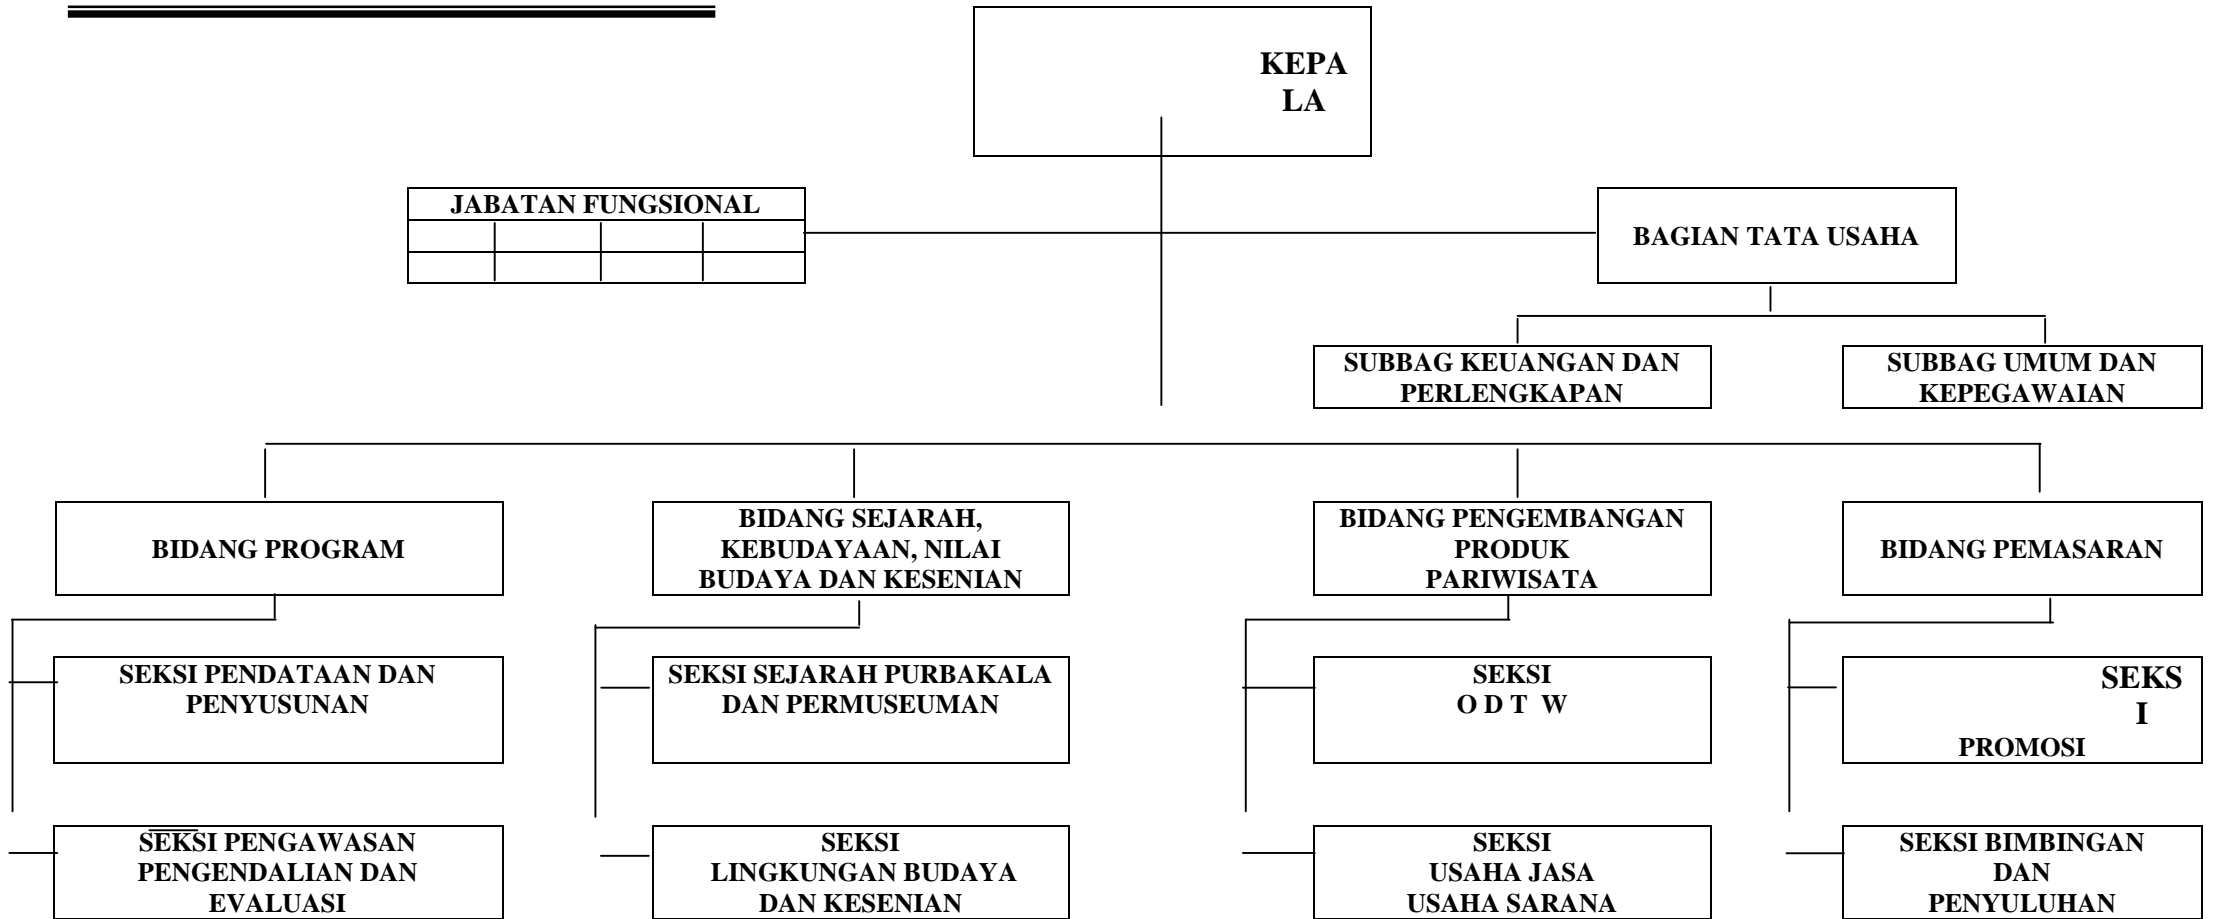 KEPA
LA
JABATAN FUNGSIONAL
BAGIAN TATA USAHA
SUBBAG KEUANGAN DAN
PERLENGKAPAN
SUBBAG UMUM DAN
KEPEGAWAIAN
BIDANG PROGRAM
BIDANG SEJARAH,
KEBUDAYAAN, NILAI
BUDAYA DAN KESENIAN
BIDANG PENGEMBANGAN
PRODUK
PARIWISATA
BIDANG PEMASARAN
SEKSI PENDATAAN DAN
PENYUSUNAN
SEKSI SEJARAH PURBAKALA
DAN PERMUSEUMAN
SEKSI
O D T  W
SEKS
I
PROMOSI
SEKSI PENGAWASAN
PENGENDALIAN DAN
EVALUASI
SEKSI
LINGKUNGAN BUDAYA
DAN KESENIAN
SEKSI
USAHA JASA
USAHA SARANA
SEKSI BIMBINGAN
DAN
PENYULUHAN